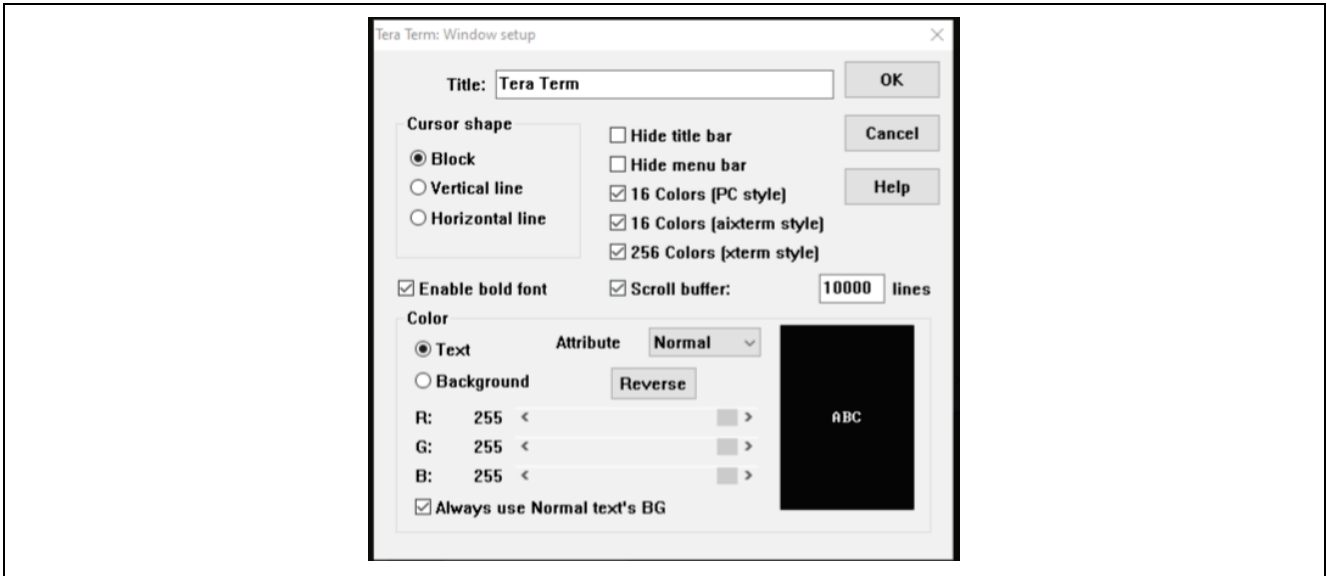 Tera Term: Window setup
Title: Tera Term
OK
Cursor shape
Hide title bar
Cancel
Block
Hide menu bar
Vertical line
16 Colors (PC style)
Help
Horizontal line
16 Colors (aixterm style)
256 Colors (xterm style)
Enable bold font
Scroll buffer: 10000 lines
Color
Text
Attribute Normal
Background
Reverse
R: 255 < >
G: 255 < >
B: 255 < >
ABC
Always use Normal text's BG